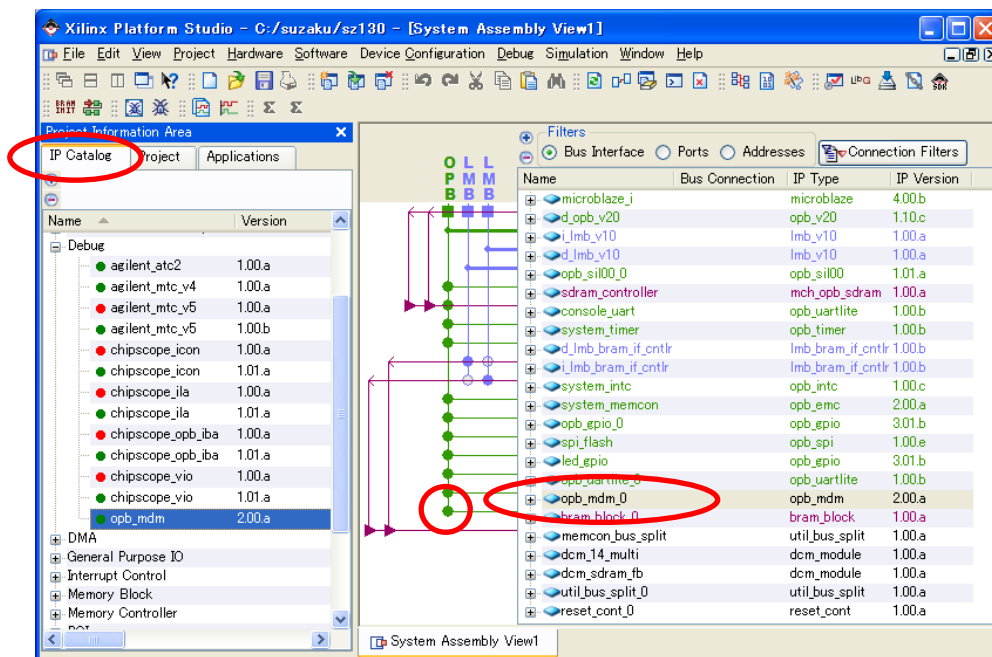 Xilinx Platform Studio - C:/suzaku/sz130 - [System Assembly View1]
File Edit View Project Hardware Software Device Configuration Debug Simulation Window Help
Project Information Area
IP Catalog Project Applications
Name Version
Debug
agilent_atc2 1.00.a
agilent_mtc_v4 1.00.a
agilent_mtc_v5 1.00.a
agilent_mtc_v5 1.00.b
chipscope_icon 1.00.a
chipscope_icon 1.01.a
chipscope_ila 1.00.a
chipscope_ila 1.01.a
chipscope_opb_iba 1.00.a
chipscope_opb_iba 1.01.a
chipscope_vio 1.00.a
chipscope_vio 1.01.a
opb_mdm 2.00.a
DMA
General Purpose IO
Interrupt Control
Memory Block
Memory Controller
OPB LMB LMB
Filters
Bus Interface Ports Addresses Connection Filters
Name Bus Connection IP Type IP Version
microblaze_i microblaze 4.00.b
d_opb_v20 opb_v20 1.10.c
i_lmb_v10 lmb_v10 1.00.a
d_lmb_v10 lmb_v10 1.00.a
opb_sil00_0 opb_sil00 1.01.a
sdram_controller mch_opb_sdram 1.00.a
console_uart opb_uartlite 1.00.b
system_timer opb_timer 1.00.b
d_lmb_bram_if_cntlr lmb_bram_if_cntlr 1.00.b
i_lmb_bram_if_cntlr lmb_bram_if_cntlr 1.00.b
system_intc opb_intc 1.00.c
system_memcon opb_emc 2.00.a
opb_gpio_0 opb_gpio 3.01.b
spi_flash opb_spi 1.00.e
led_gpio opb_gpio 3.01.b
opb_uartlite_0 opb_uartlite 1.00.b
opb_mdm_0 opb_mdm 2.00.a
bram_block_0 bram_block 1.00.a
memcon_bus_split util_bus_split 1.00.a
dcm_14_multi dcm_module 1.00.a
dcm_sdram_fb dcm_module 1.00.a
util_bus_split_0 util_bus_split 1.00.a
reset_cont_0 reset_cont 1.00.a
System Assembly View1